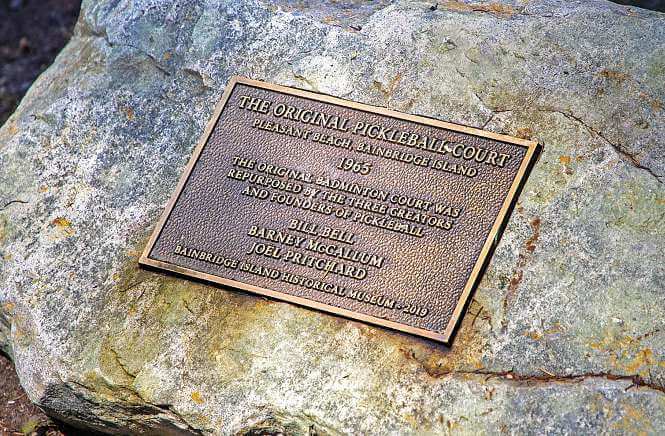 THE ORIGINAL PICKLEBALL COURT
PLEASANT BEACH, BAINBRIDGE ISLAND
1965
THE ORIGINAL BADMINTON COURT WAS
REPURPOSED BY THE THREE CREATORS
AND FOUNDERS OF PICKLEBALL
BILL BELL
BARNEY MCCALLUM
JOEL PRITCHARD
BAINBRIDGE ISLAND HISTORICAL MUSEUM - 2019